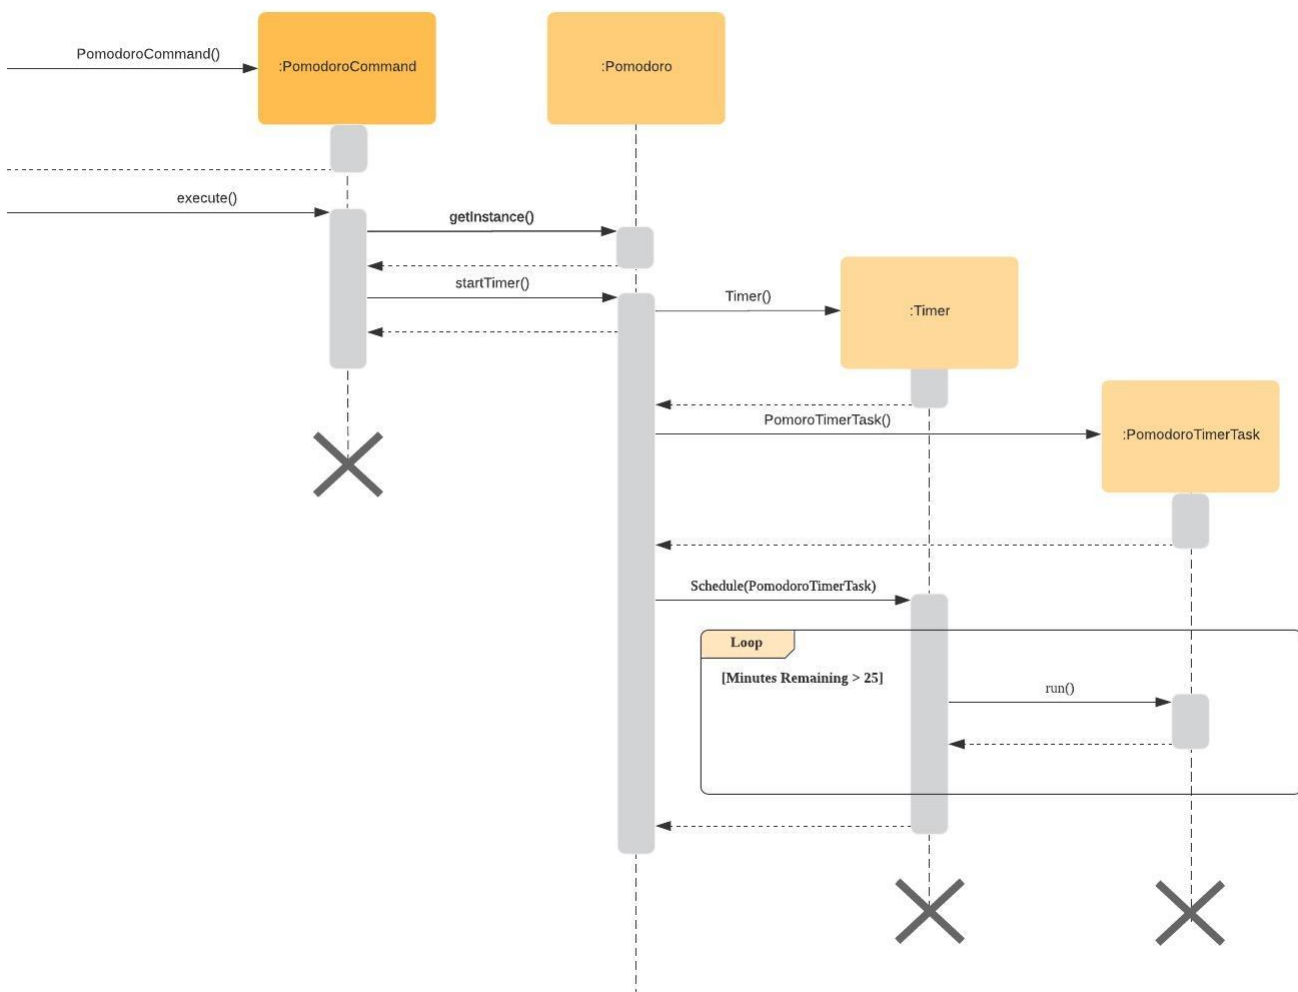 PomodoroCommand()
:PomodoroCommand
:Pomodoro
execute()
getInstance()
startTimer()
Timer()
:Timer
PomoroTimerTask()
:PomodoroTimerTask
Schedule(PomodoroTimerTask)
Loop
[Minutes Remaining > 25]
run()